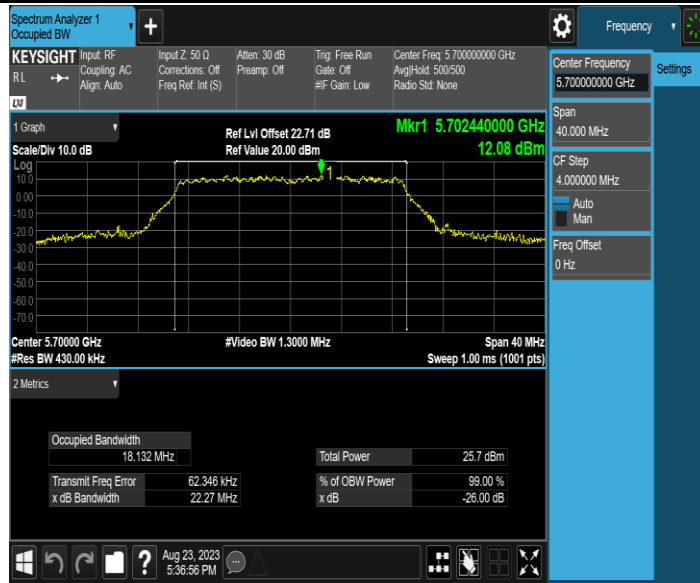 Spectrum Analyzer 1
Occupied BW
Frequency
KEYSIGHT
RL
LXI
Input: RF
Coupling: AC
Align: Auto
Input Z: 50 Ω
Corrections: Off
Freq Ref: Int (S)
Atten: 30 dB
Preamp: Off
Trig: Free Run
Gate: Off
#IF Gain: Low
Center Freq: 5.700000000 GHz
Avg|Hold: 500/500
Radio Std: None
Center Frequency
5.700000000 GHz
Settings
Span
40.000 MHz
CF Step
4.000000 MHz
Auto
Man
Freq Offset
0 Hz
1 Graph
Scale/Div 10.0 dB
Ref Lvl Offset 22.71 dB
Ref Value 20.00 dBm
Mkr1 5.702440000 GHz
12.08 dBm
Log
10.0
0.00
-10.0
-20.0
-30.0
-40.0
-50.0
-60.0
-70.0
1
Center 5.70000 GHz
#Video BW 1.3000 MHz
Span 40 MHz
#Res BW 430.00 kHz
Sweep 1.00 ms (1001 pts)
2 Metrics
Occupied Bandwidth
18.132 MHz
Total Power 25.7 dBm
Transmit Freq Error 62.346 kHz
% of OBW Power 99.00 %
x dB Bandwidth 22.27 MHz
x dB -26.00 dB
?
Aug 23, 2023
5:36:56 PM